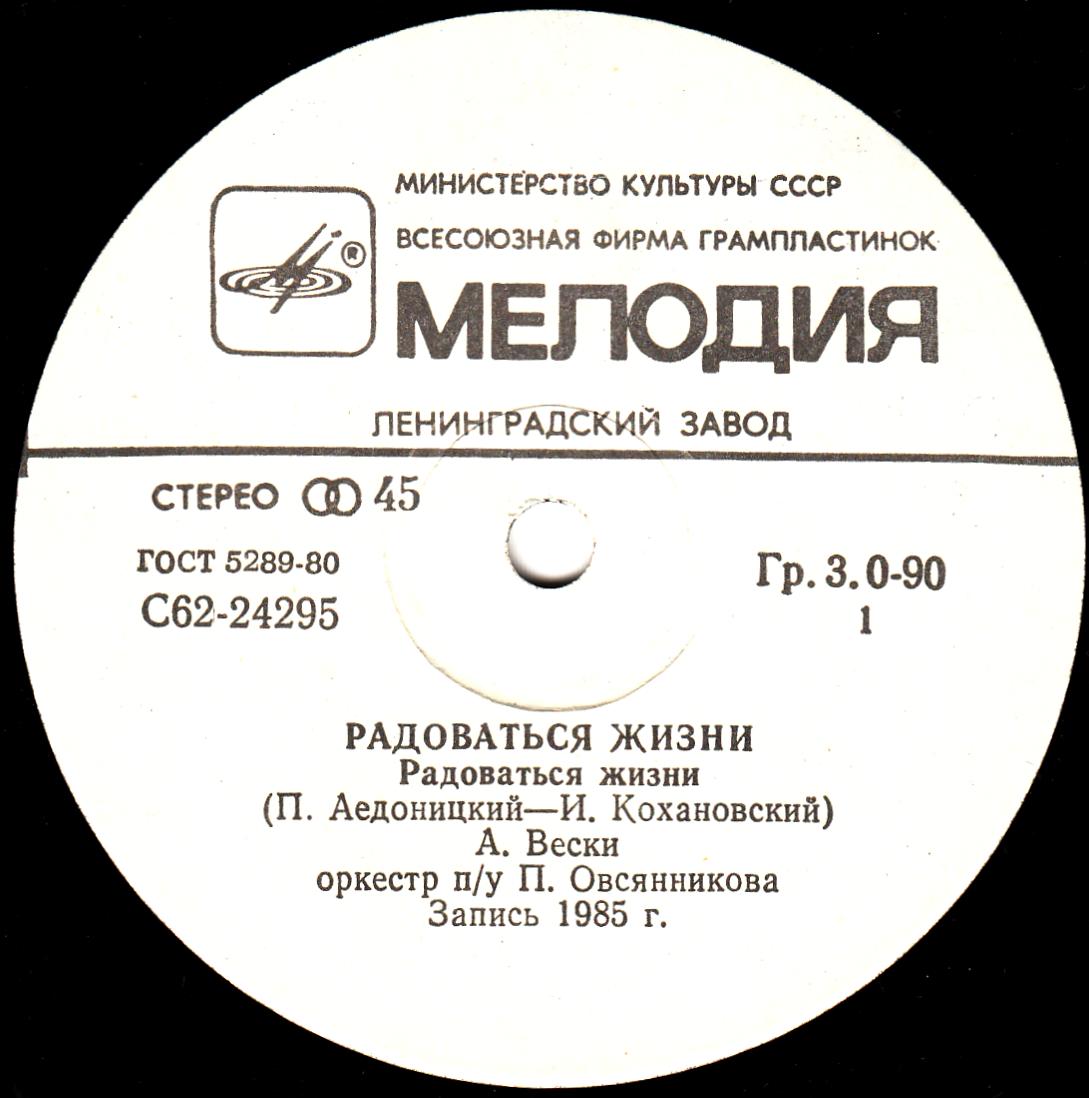 МИНИСТЕРСТВО КУЛЬТУРЫ СССР
ВСЕСОЮЗНАЯ ФИРМА ГРАМПЛАСТИНОК
®
МЕЛОДИЯ
ЛЕНИНГРАДСКИЙ ЗАВОД
СТЕРЕО 45
ГОСТ 5289-80
С62-24295
Гр. 3. 0-90
1
РАДОВАТЬСЯ ЖИЗНИ
Радоваться жизни
(П. Аедоницкий—И. Кохановский)
А. Вески
оркестр п/у П. Овсянникова
Запись 1985 г.